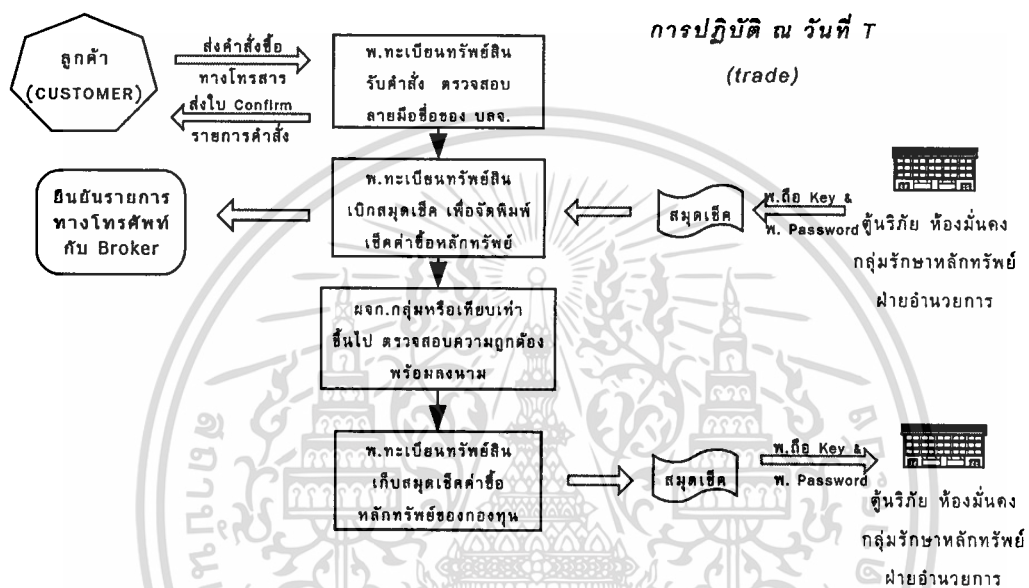 การปฏิบัติ ณ วันที่ T
(trade)
ลูกค้า
(CUSTOMER)
ส่งคำสั่งซื้อ
ทางโทรสาร
ส่งใบ Confirm
รายการคำสั่ง
พ.ทะเบียนทรัพย์สิน
รับคำสั่ง ตรวจสอบ
ลายมือชื่อของ บลจ.
ยืนยันรายการ
ทางโทรศัพท์
กับ Broker
พ.ทะเบียนทรัพย์สิน
เบิกสมุดเช็ค เพื่อจัดพิมพ์
เช็คค่าซื้อหลักทรัพย์
สมุดเช็ค
พ.ถือ Key &
พ. Password
ตู้นิรภัย ห้องมั่นคง
กลุ่มรักษาหลักทรัพย์
ฝ่ายอำนวยการ
ผจก.กลุ่มหรือเทียบเท่า
ขึ้นไป ตรวจสอบความถูกต้อง
พร้อมลงนาม
พ.ทะเบียนทรัพย์สิน
เก็บสมุดเช็คค่าซื้อ
หลักทรัพย์ของกองทุน
สมุดเช็ค
พ.ถือ Key &
พ. Password
ตู้นิรภัย ห้องมั่นคง
กลุ่มรักษาหลักทรัพย์
ฝ่ายอำนวยการ